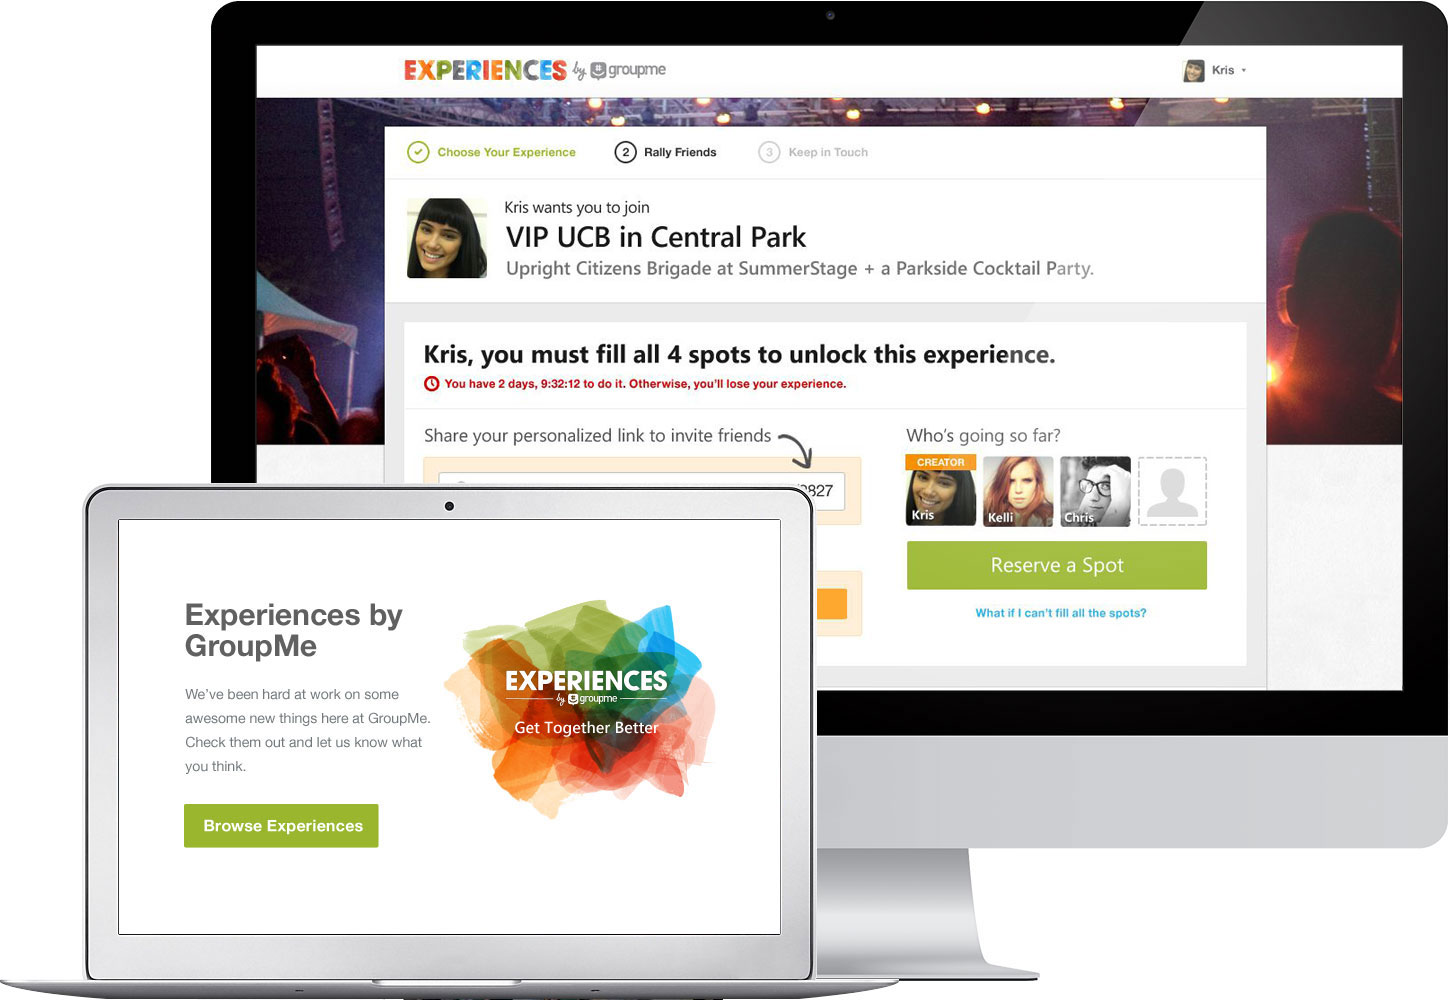 EXPERIENCES by groupme
Kris
Choose Your Experience
2 Rally Friends
3 Keep in Touch
Kris wants you to join
VIP UCB in Central Park
Upright Citizens Brigade at SummerStage + a Parkside Cocktail Party.
Kris, you must fill all 4 spots to unlock this experience.
You have 2 days, 9:32:12 to do it. Otherwise, you'll lose your experience.
Share your personalized link to invite friends
827
Who's going so far?
CREATOR
Kris
Kelli
Chris
Reserve a Spot
What if I can't fill all the spots?
Experiences by
GroupMe
We've been hard at work on some
awesome new things here at GroupMe.
Check them out and let us know what
you think.
Browse Experiences
EXPERIENCES
by groupme
Get Together Better